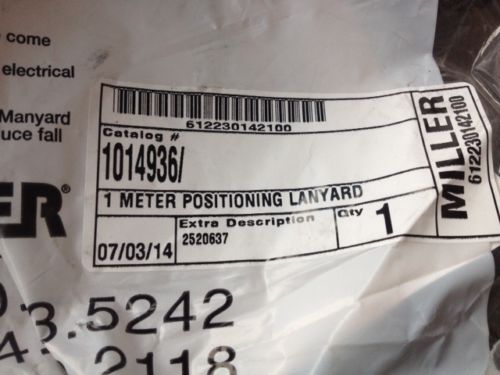 come
electrical
Manyard
uce fall
ER®
612230142100
Catalog #
1014936/
1 METER POSITIONING LANYARD
07/03/14
Extra Description
2520637
Qty
1
MILLER
612230142100
3.5242
2118